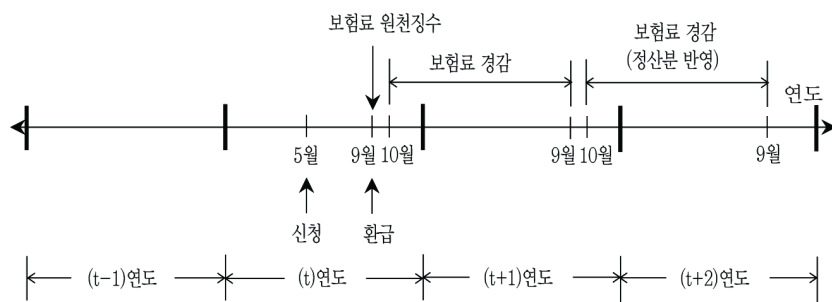 보험료 원천징수
보험료 경감
보험료 경감
(정산분 반영)
연도
5월
9월 10월
9월 10월
9월
신청
환급
(t-1)연도
(t)연도
(t+1)연도
(t+2)연도